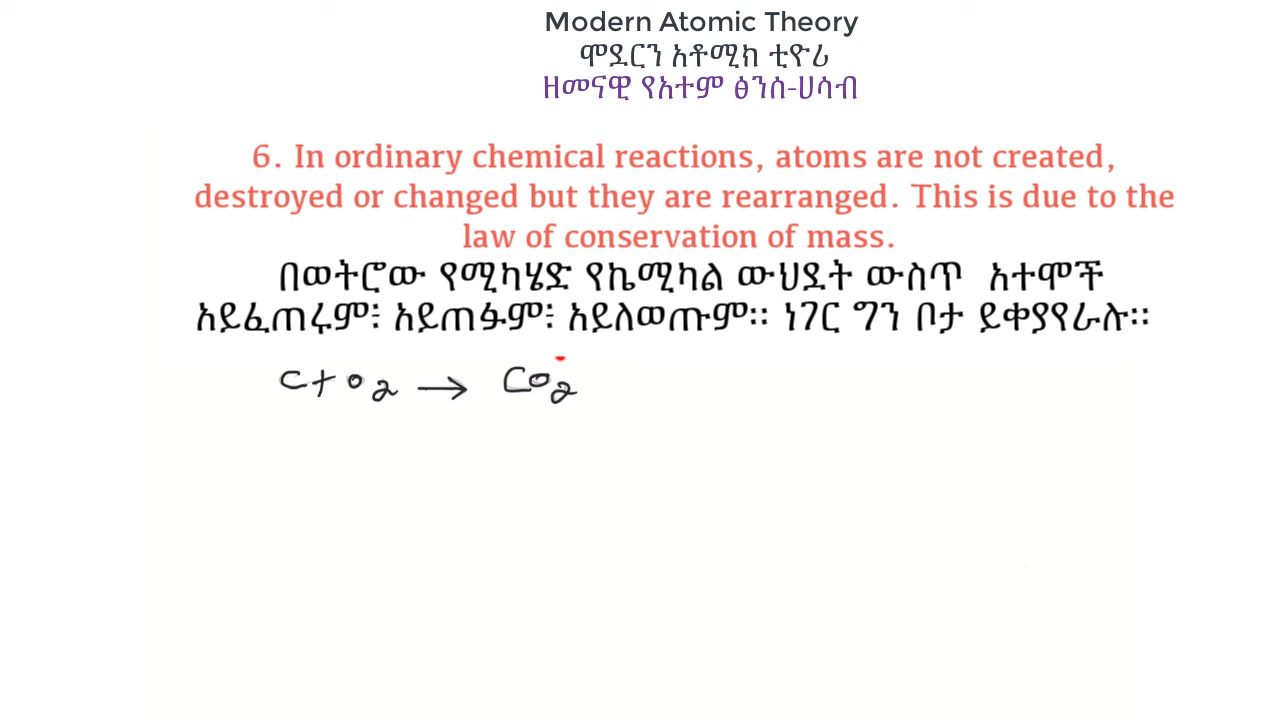 Modern Atomic Theory
ሞደርን አቶሚክ ቲዮሪ
ዘመናዊ የአተም ፅንሰ-ሀሳብ
6. In ordinary chemical reactions, atoms are not created,
destroyed or changed but they are rearranged. This is due to the
law of conservation of mass.
በወትሮው የሚካሄድ የኬሚካል ውህደት ውስጥ አተሞች
አይፈጠሩም፤ አይጠፉም፤ አይለወጡም። ነገር ግን ቦታ ይቀያየራሉ።
C + O₂ → CO₂